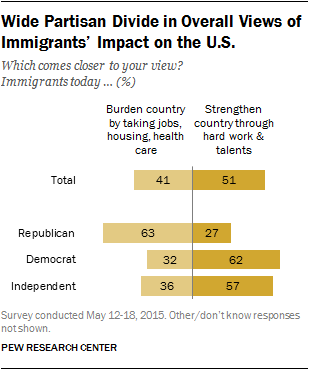 Wide Partisan Divide in Overall Views of
Immigrants' Impact on the U.S.
Which comes closer to your view?
Immigrants today ... (%)
Burden country
by taking jobs,
housing, health
care
Strengthen
country through
hard work &
talents
Total 41 51
Republican 63 27
Democrat 32 62
Independent 36 57
Survey conducted May 12-18, 2015. Other/don't know responses
not shown.
PEW RESEARCH CENTER